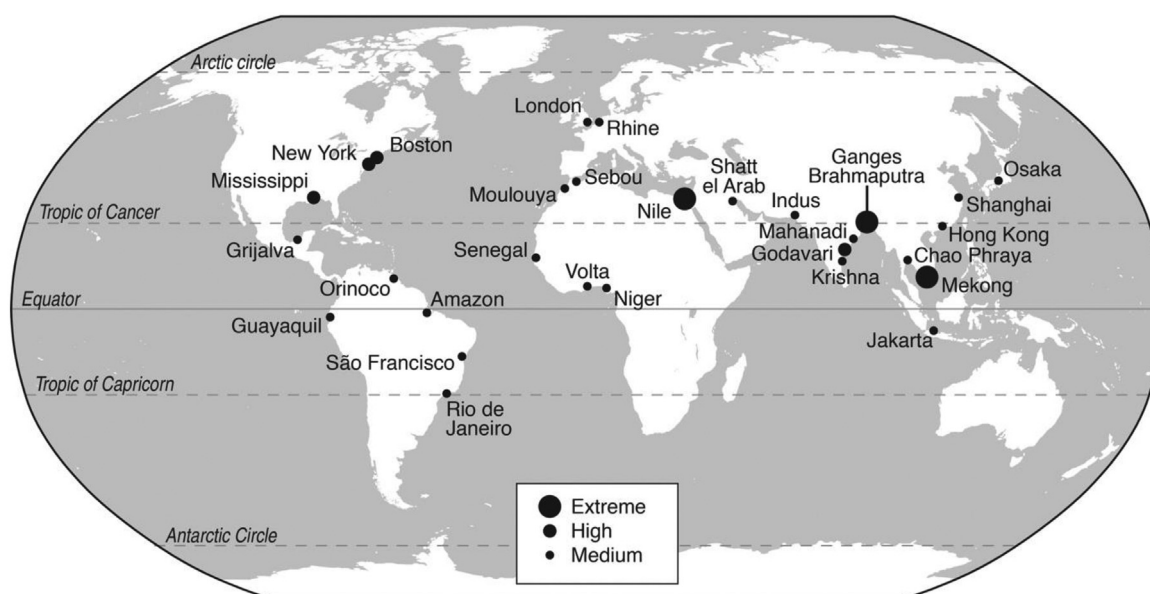 Arctic circle
London
Rhine
New York
Boston
Mississippi
Moulouya
Sebou
Nile
Shatt
el Arab
Ganges
Brahmaputra
Indus
Osaka
Shanghai
Tropic of Cancer
Grijalva
Senegal
Mahanadi
Godavari
Krishna
Hong Kong
Chao Phraya
Mekong
Orinoco
Volta
Niger
Equator
Amazon
Guayaquil
Jakarta
São Francisco
Tropic of Capricorn
Rio de
Janeiro
Extreme
High
Medium
Antarctic Circle